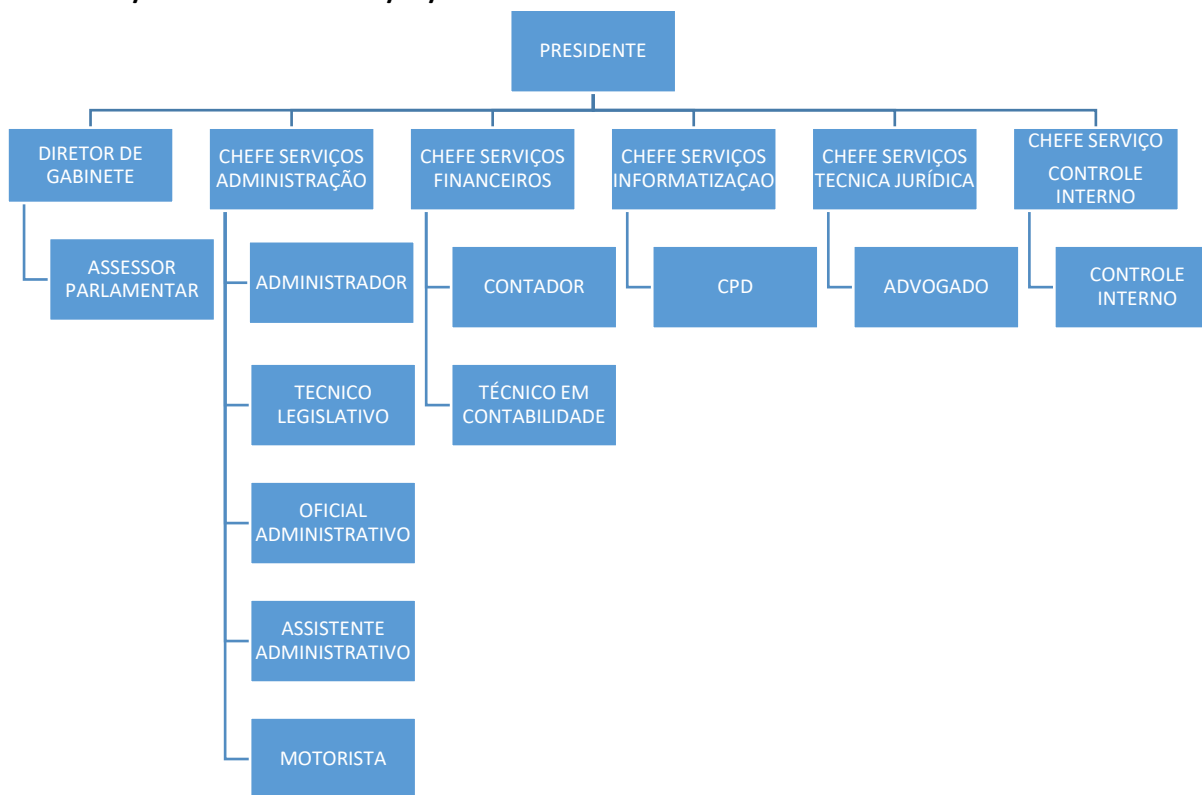 PRESIDENTE
DIRETOR DE
GABINETE
CHEFE SERVIÇOS
ADMINISTRAÇÃO
CHEFE SERVIÇOS
FINANCEIROS
CHEFE SERVIÇOS
INFORMATIZAÇAO
CHEFE SERVIÇOS
TECNICA JURÍDICA
CHEFE SERVIÇO
CONTROLE
INTERNO
ASSESSOR
PARLAMENTAR
ADMINISTRADOR
CONTADOR
CPD
ADVOGADO
CONTROLE
INTERNO
TECNICO
LEGISLATIVO
TÉCNICO EM
CONTABILIDADE
OFICIAL
ADMINISTRATIVO
ASSISTENTE
ADMINISTRATIVO
MOTORISTA